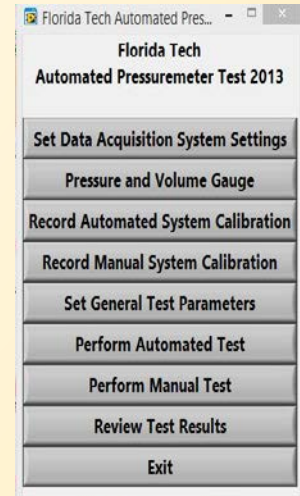 Florida Tech Automated Pres...
Florida Tech
Automated Pressuremeter Test 2013
Set Data Acquisition System Settings
Pressure and Volume Gauge
Record Automated System Calibration
Record Manual System Calibration
Set General Test Parameters
Perform Automated Test
Perform Manual Test
Review Test Results
Exit